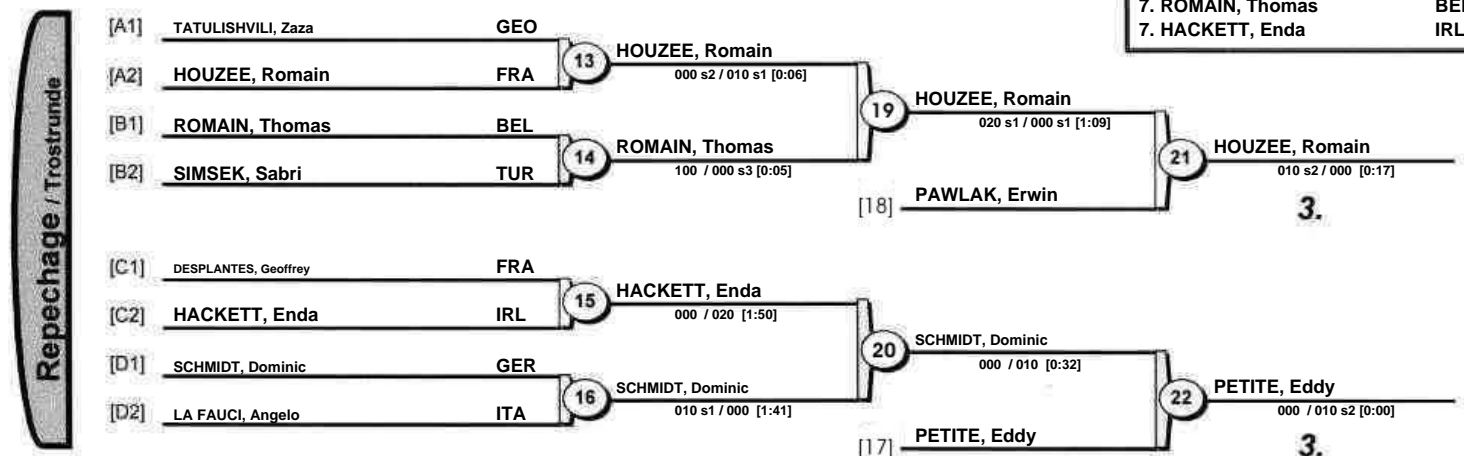 7. ROMAIN, Thomas BEL
7. HACKETT, Enda IRL
Repechage / Trostrunde
[A1] TATULISHVILI, Zaza GEO
[A2] HOUZEE, Romain FRA
[B1] ROMAIN, Thomas BEL
[B2] SIMSEK, Sabri TUR
13 HOUZEE, Romain
000 s2 / 010 s1 [0:06]
14 ROMAIN, Thomas
100 / 000 s3 [0:05]
19 HOUZEE, Romain
020 s1 / 000 s1 [1:09]
[18] PAWLAK, Erwin
21 HOUZEE, Romain
010 s2 / 000 [0:17]
3.
[C1] DESPLANTES, Geoffrey FRA
[C2] HACKETT, Enda IRL
[D1] SCHMIDT, Dominic GER
[D2] LA FAUCI, Angelo ITA
15 HACKETT, Enda
000 / 020 [1:50]
16 SCHMIDT, Dominic
010 s1 / 000 [1:41]
20 SCHMIDT, Dominic
000 / 010 [0:32]
[17] PETITE, Eddy
22 PETITE, Eddy
000 / 010 s2 [0:00]
3.